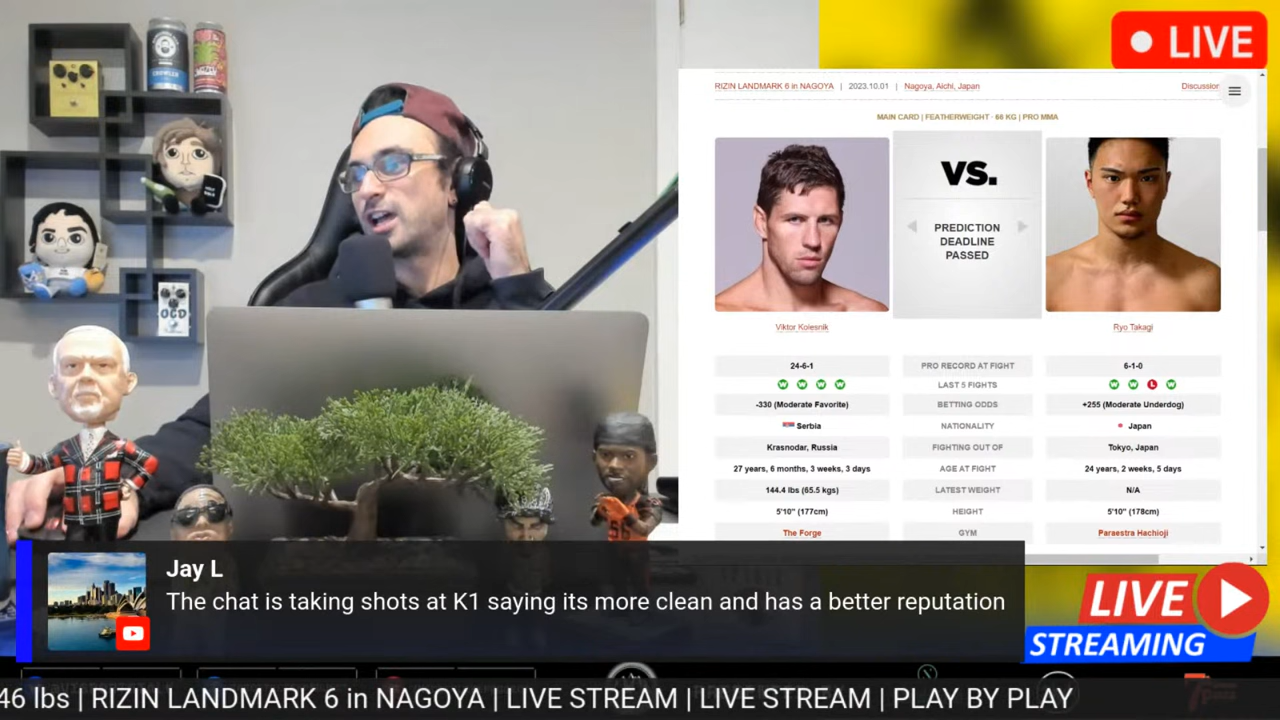 LIVE
RIZIN LANDMARK 6 in NAGOYA | 2023.10.01 | Nagoya, Aichi, Japan
Discussion
MAIN CARD | FEATHERWEIGHT · 66 KG | PRO MMA
VS.
PREDICTION
DEADLINE
PASSED
Viktor Kolesnik
Ryo Takagi
24-6-1 PRO RECORD AT FIGHT 6-1-0
W W W W LAST 5 FIGHTS W W L W
-330 (Moderate Favorite) BETTING ODDS +255 (Moderate Underdog)
Serbia NATIONALITY Japan
Krasnodar, Russia FIGHTING OUT OF Tokyo, Japan
27 years, 6 months, 3 weeks, 3 days AGE AT FIGHT 24 years, 2 weeks, 5 days
144.4 lbs (65.5 kgs) LATEST WEIGHT N/A
5'10" (177cm) HEIGHT 5'10" (178cm)
The Forge GYM Paraestra Hachioji
OCD
Jay L
The chat is taking shots at K1 saying its more clean and has a better reputation
LIVE
STREAMING
46 lbs | RIZIN LANDMARK 6 in NAGOYA | LIVE STREAM | LIVE STREAM | PLAY BY PLAY